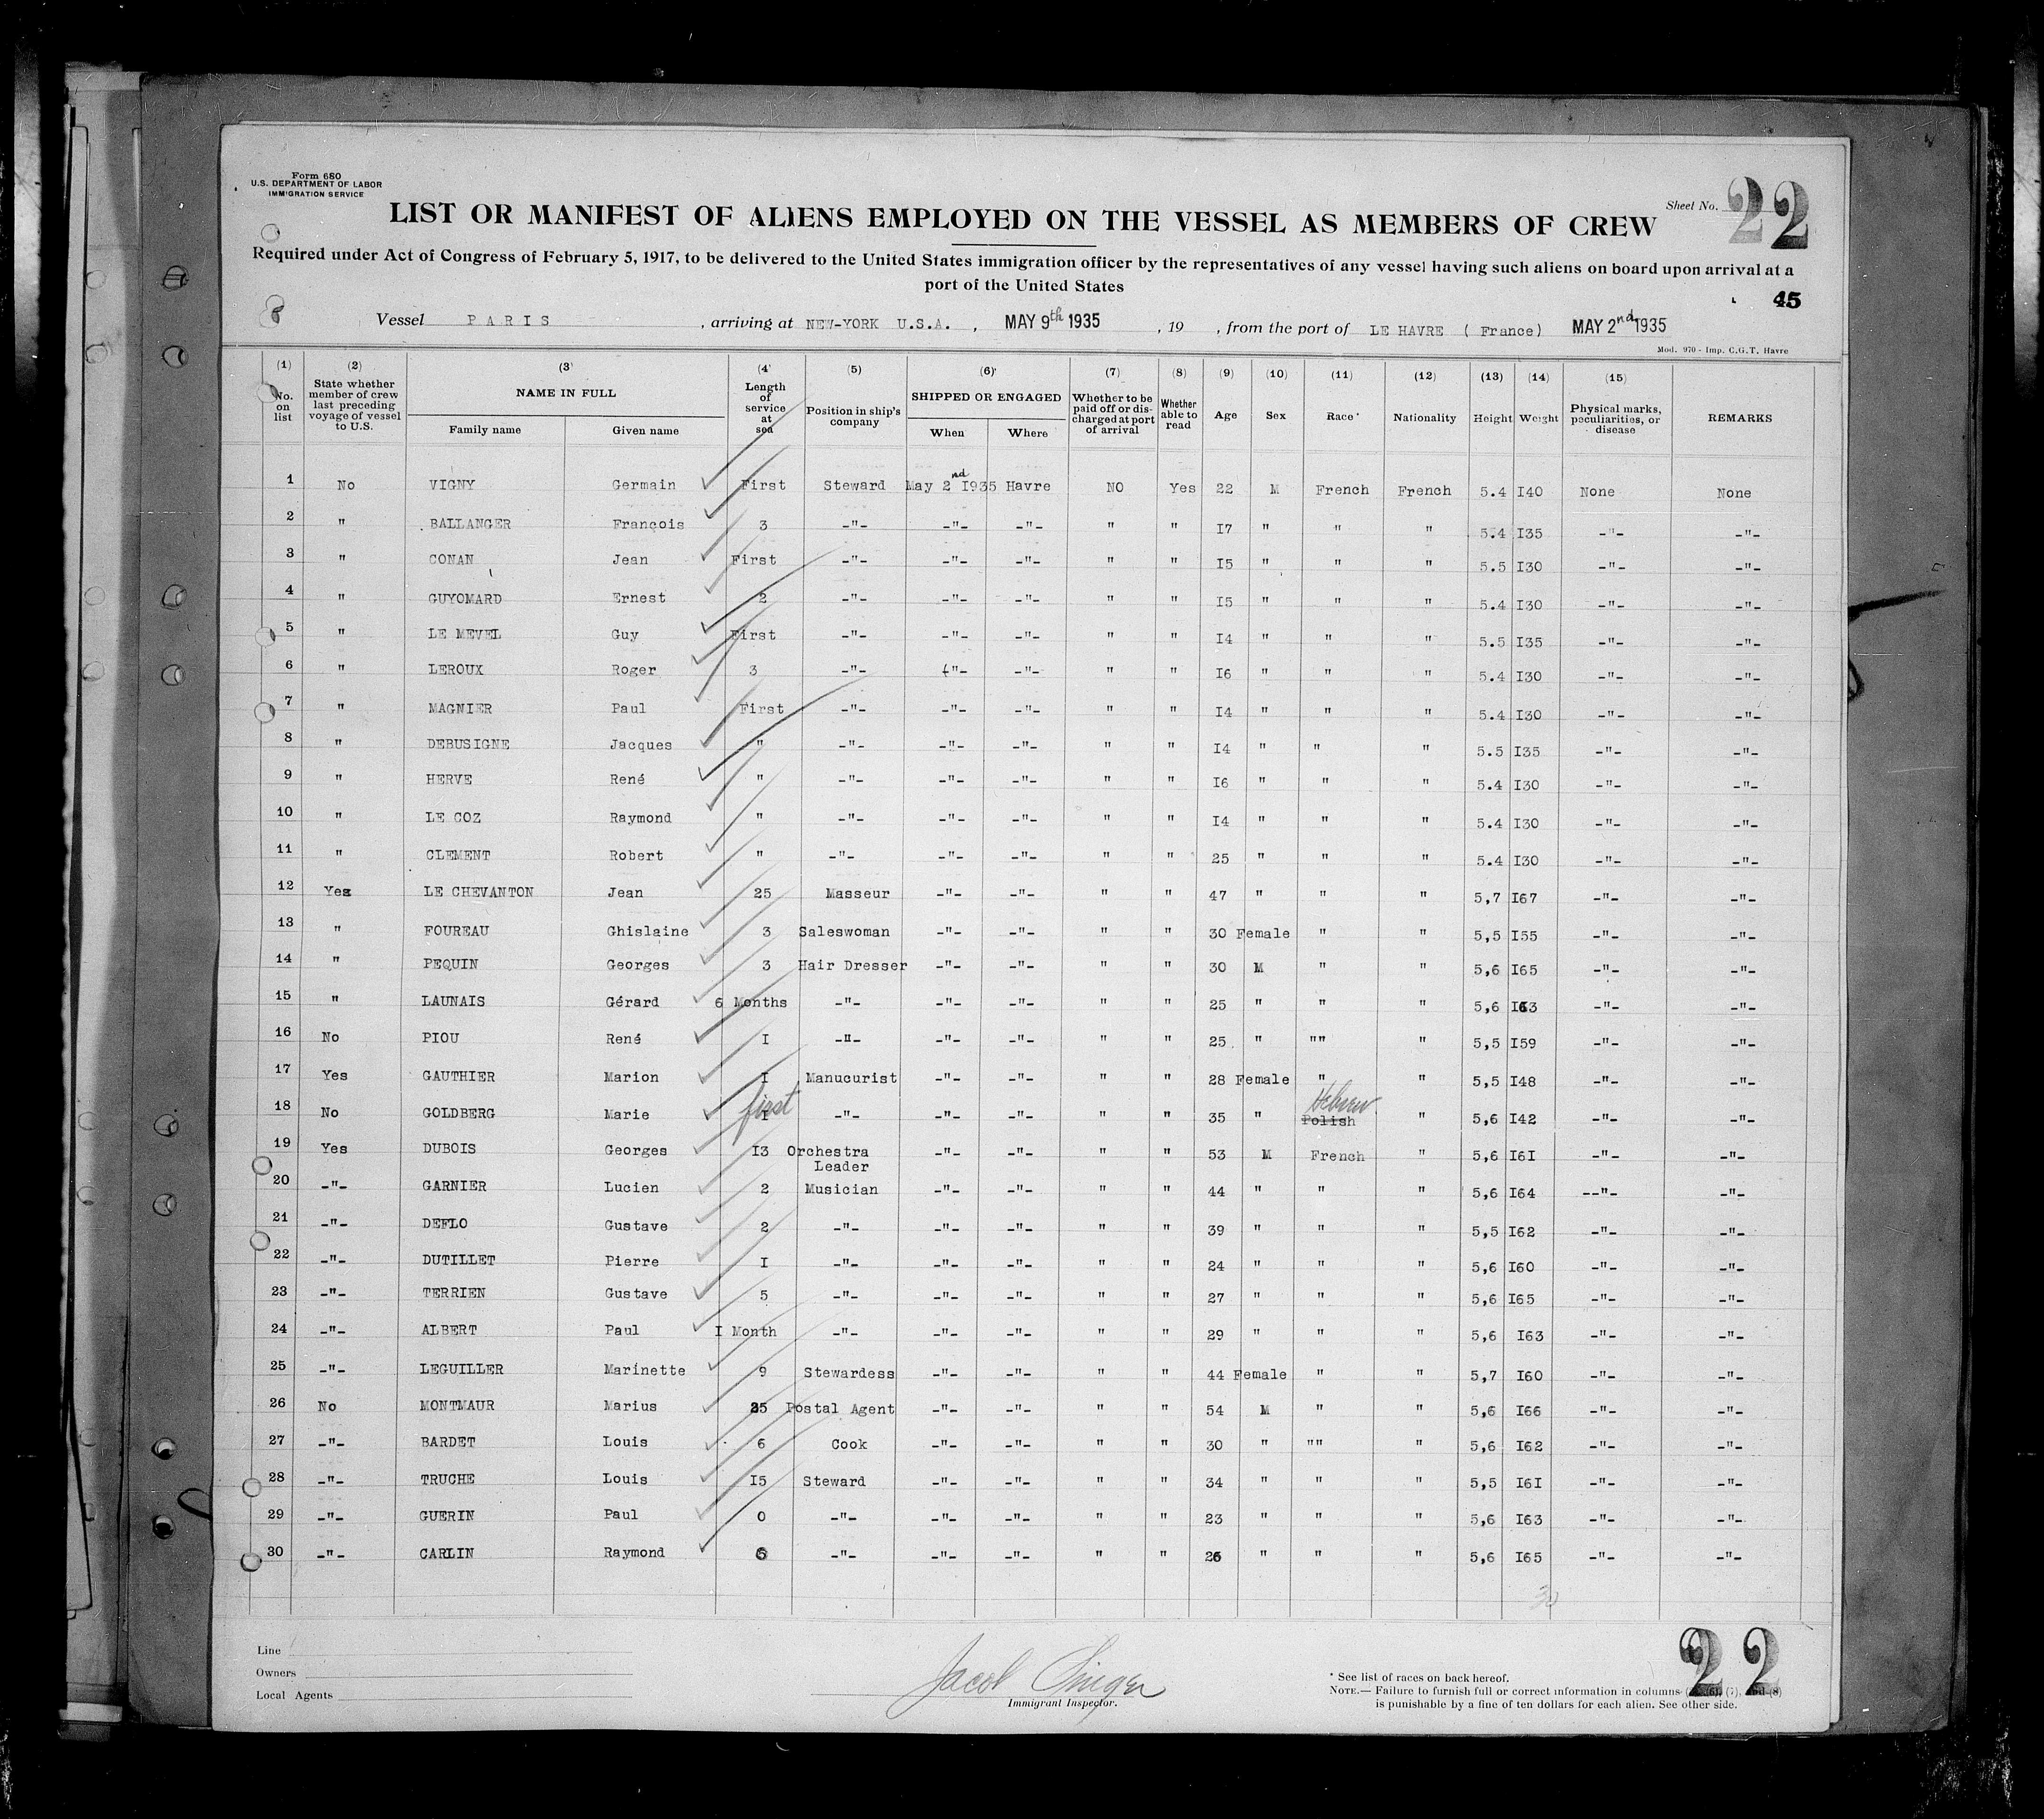 Form 680
U.S. DEPARTMENT OF LABOR
IMMIGRATION SERVICE
Sheet No. 22
LIST OR MANIFEST OF ALIENS EMPLOYED ON THE VESSEL AS MEMBERS OF CREW
Required under Act of Congress of February 5, 1917, to be delivered to the United States immigration officer by the representatives of any vessel having such aliens on board upon arrival at a
port of the United States
45
Vessel PARIS , arriving at NEW-YORK U.S.A. , MAY 9th 1935 , 19 , from the port of LE HAVRE ( France) MAY 2nd 1935
Mod. 970 - Imp. C.G.T. Havre
(1) (2) (3) (4) (5) (6) (7) (8) (9) (10) (11) (12) (13) (14) (15)
No. on list State whether member of crew last preceding voyage of vessel to U.S. NAME IN FULL Family name Given name Length of service at sea Position in ship's company SHIPPED OR ENGAGED When Where Whether to be paid off or discharged at port of arrival Whether able to read Age Sex Race * Nationality Height Weight Physical marks, peculiarities, or disease REMARKS
1 No VIGNY Germain First Steward May 2nd 1935 Havre NO Yes 22 M French French 5.4 I40 None None
2 " BALLANGER François 3 -"- -"- -"- " " I7 " " " 5.4 I35 -"- -"-
3 " CONAN Jean First -"- -"- -"- " " I5 " " " 5.5 I30 -"- -"-
4 " GUYOMARD Ernest 2 -"- -"- -"- " " I5 " " " 5.4 I30 -"- -"-
5 " LE MEVEL Guy First -"- -"- -"- " " I4 " " " 5.5 I35 -"- -"-
6 " LEROUX Roger 3 -"- -"- -"- " " I6 " " " 5.4 I30 -"- -"-
7 " MAGNIER Paul First -"- -"- -"- " " I4 " " " 5.4 I30 -"- -"-
8 " DEBUSIGNE Jacques " -"- -"- -"- " " I4 " " " 5.5 I35 -"- -"-
9 " HERVE René " -"- -"- -"- " " I6 " " " 5.4 I30 -"- -"-
10 " LE COZ Raymond " -"- -"- -"- " " I4 " " " 5.4 I30 -"- -"-
11 " CLEMENT Robert " -"- -"- -"- " " 25 " " " 5.4 I30 -"- -"-
12 Yes LE CHEVANTON Jean 25 Masseur -"- -"- " " 47 " " " 5,7 I67 -"- -"-
13 " FOUREAU Ghislaine 3 Saleswoman -"- -"- " " 30 Female " " 5,5 I55 -"- -"-
14 " PEQUIN Georges 3 Hair Dresser -"- -"- " " 30 M " " 5,6 I65 -"- -"-
15 " LAUNAIS Gérard 6 Months -"- -"- -"- " " 25 " " " 5,6 I63 -"- -"-
16 No PIOU René I -"- -"- -"- " " 25 " "" " 5,5 I59 -"- -"-
17 Yes GAUTHIER Marion I Manucurist -"- -"- " " 28 Female " " 5,5 I48 -"- -"-
18 No GOLDBERG Marie I first -"- -"- -"- " " 35 " Polish Hebrew " 5,6 I42 -"- -"-
19 Yes DUBOIS Georges I3 Orchestra Leader -"- -"- " " 53 M French " 5,6 I6I -"- -"-
20 -"- GARNIER Lucien 2 Musician -"- -"- " " 44 " " " 5,6 I64 --"- -"-
21 -"- DEFLO Gustave 2 -"- -"- -"- " " 39 " " " 5,5 I62 -"- -"-
22 -"- DUTILLET Pierre I -"- -"- -"- " " 24 " " " 5,6 I60 -"- -"-
23 -"- TERRIEN Gustave 5 -"- -"- -"- " " 27 " " " 5,6 I65 -"- -"-
24 -"- ALBERT Paul I Month -"- -"- -"- " " 29 " " " 5,6 I63 -"- -"-
25 -"- LEGUILLER Marinette 9 Stewardess -"- -"- " " 44 Female " " 5,7 I60 -"- -"-
26 No MONTMAUR Marius 25 Postal Agent -"- -"- " " 54 M " " 5,6 I66 -"- -"-
27 -"- BARDET Louis 6 Cook -"- -"- " " 30 " "" " 5,6 I62 -"- -"-
28 -"- TRUCHE Louis I5 Steward -"- -"- " " 34 " " " 5,5 I6I -"- -"-
29 -"- GUERIN Paul 0 -"- -"- -"- " " 23 " " " 5,6 I63 -"- -"-
30 -"- CARLIN Raymond 6 -"- -"- -"- " " 26 " " " 5,6 I65 -"- -"-
30
Line
Owners
Local Agents
Jacob Singer
Immigrant Inspector.
* See list of races on back hereof.
NOTE.— Failure to furnish full or correct information in columns (6), (7), and (8)
is punishable by a fine of ten dollars for each alien. See other side.
22